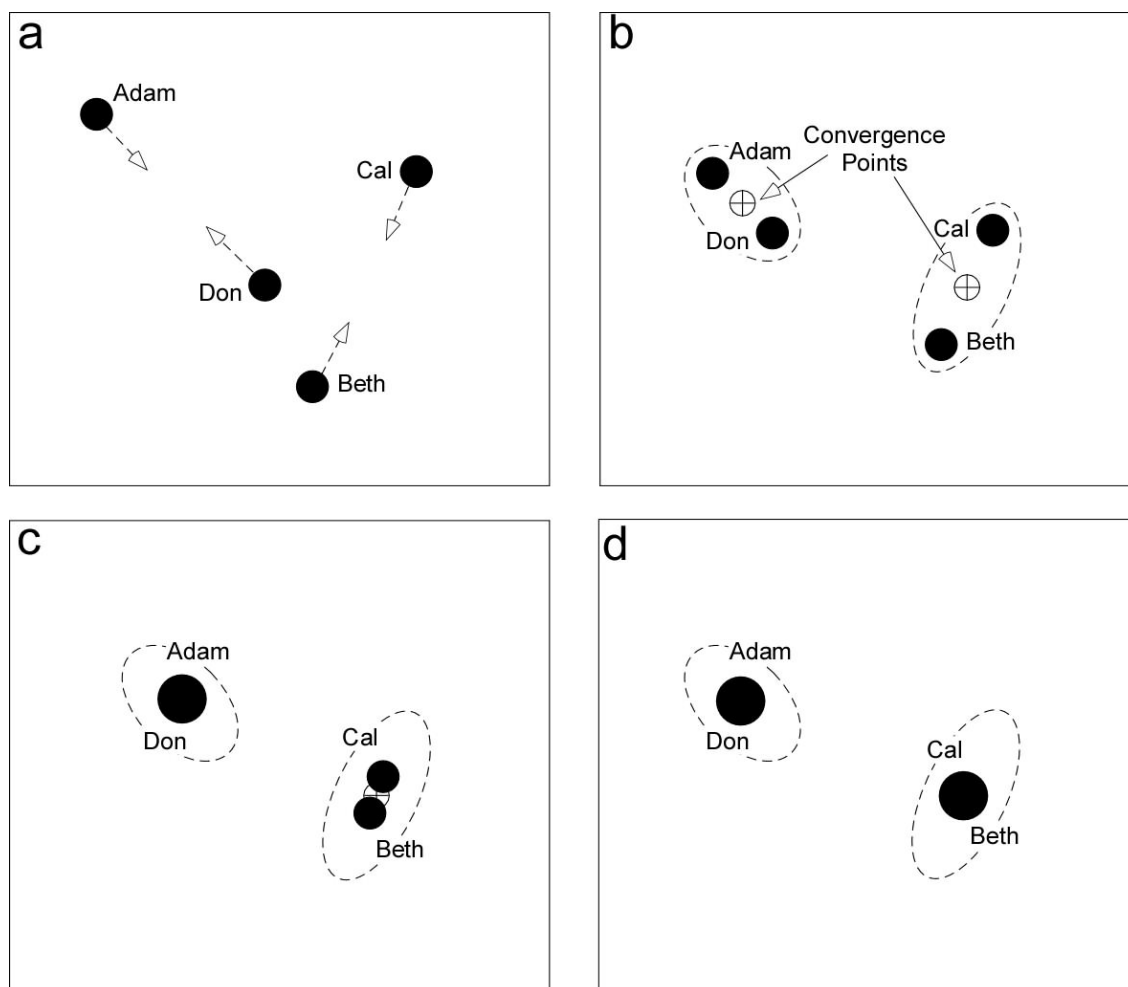 a
Adam
Cal
Don
Beth
b
Convergence
Points
Adam
Don
Cal
Beth
c
Adam
Don
Cal
Beth
d
Adam
Don
Cal
Beth